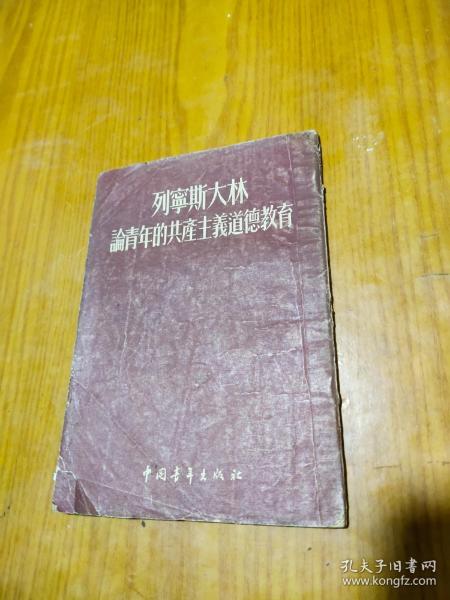 列寧斯大林
論青年的共產主義道德教育
中国青年出版社
孔夫子旧书网
www.kongfz.com